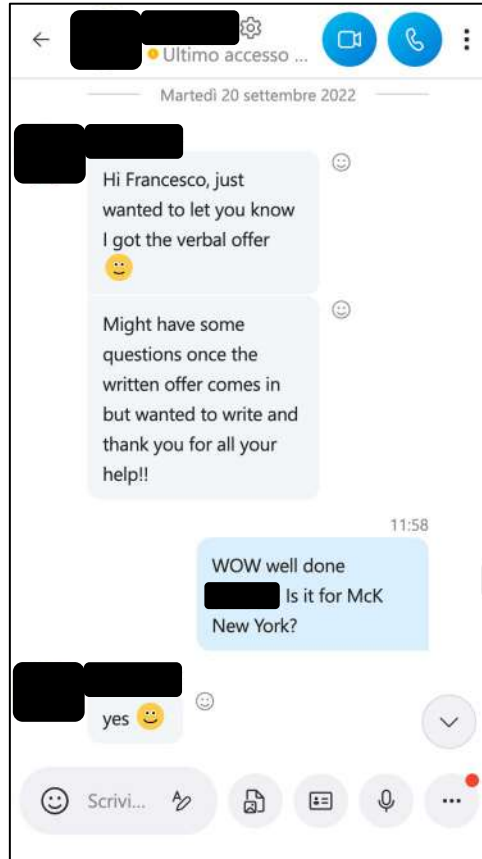 Ultimo accesso ...
Martedì 20 settembre 2022
Hi Francesco, just
wanted to let you know
I got the verbal offer
Might have some
questions once the
written offer comes in
but wanted to write and
thank you for all your
help!!
11:58
WOW well done
Is it for McK
New York?
yes
Scrivi...